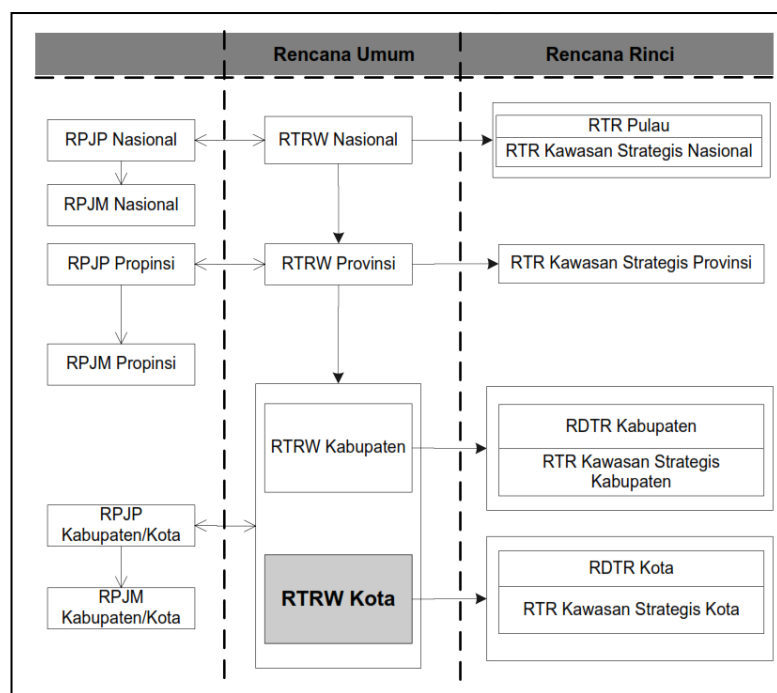 Rencana Umum
Rencana Rinci
RPJP Nasional
RTRW Nasional
RTR Pulau
RTR Kawasan Strategis Nasional
RPJM Nasional
RPJP Propinsi
RTRW Provinsi
RTR Kawasan Strategis Provinsi
RPJM Propinsi
RTRW Kabupaten
RDTR Kabupaten
RTR Kawasan Strategis
Kabupaten
RPJP
Kabupaten/Kota
RPJM
Kabupaten/Kota
RTRW Kota
RDTR Kota
RTR Kawasan Strategis Kota